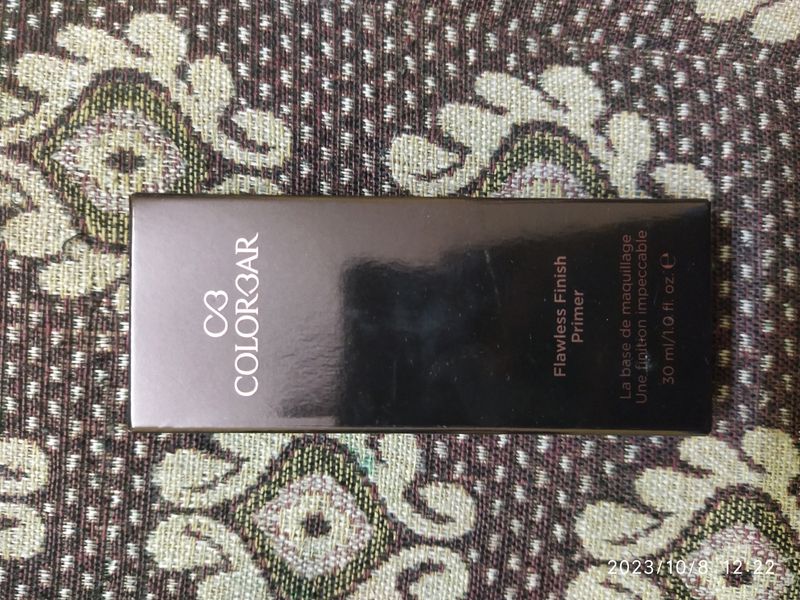 COLORBAR
Flawless Finish
Primer
La base de maquillage
Une finition impeccable
30 ml/1.0 fl. oz. ℮
2023/10/8 12:22